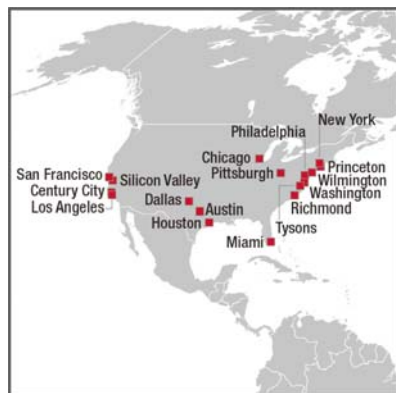 New York
Philadelphia
Chicago
Pittsburgh
Princeton
Wilmington
Washington
Richmond
San Francisco
Silicon Valley
Century City
Los Angeles
Dallas
Austin
Houston
Tysons
Miami